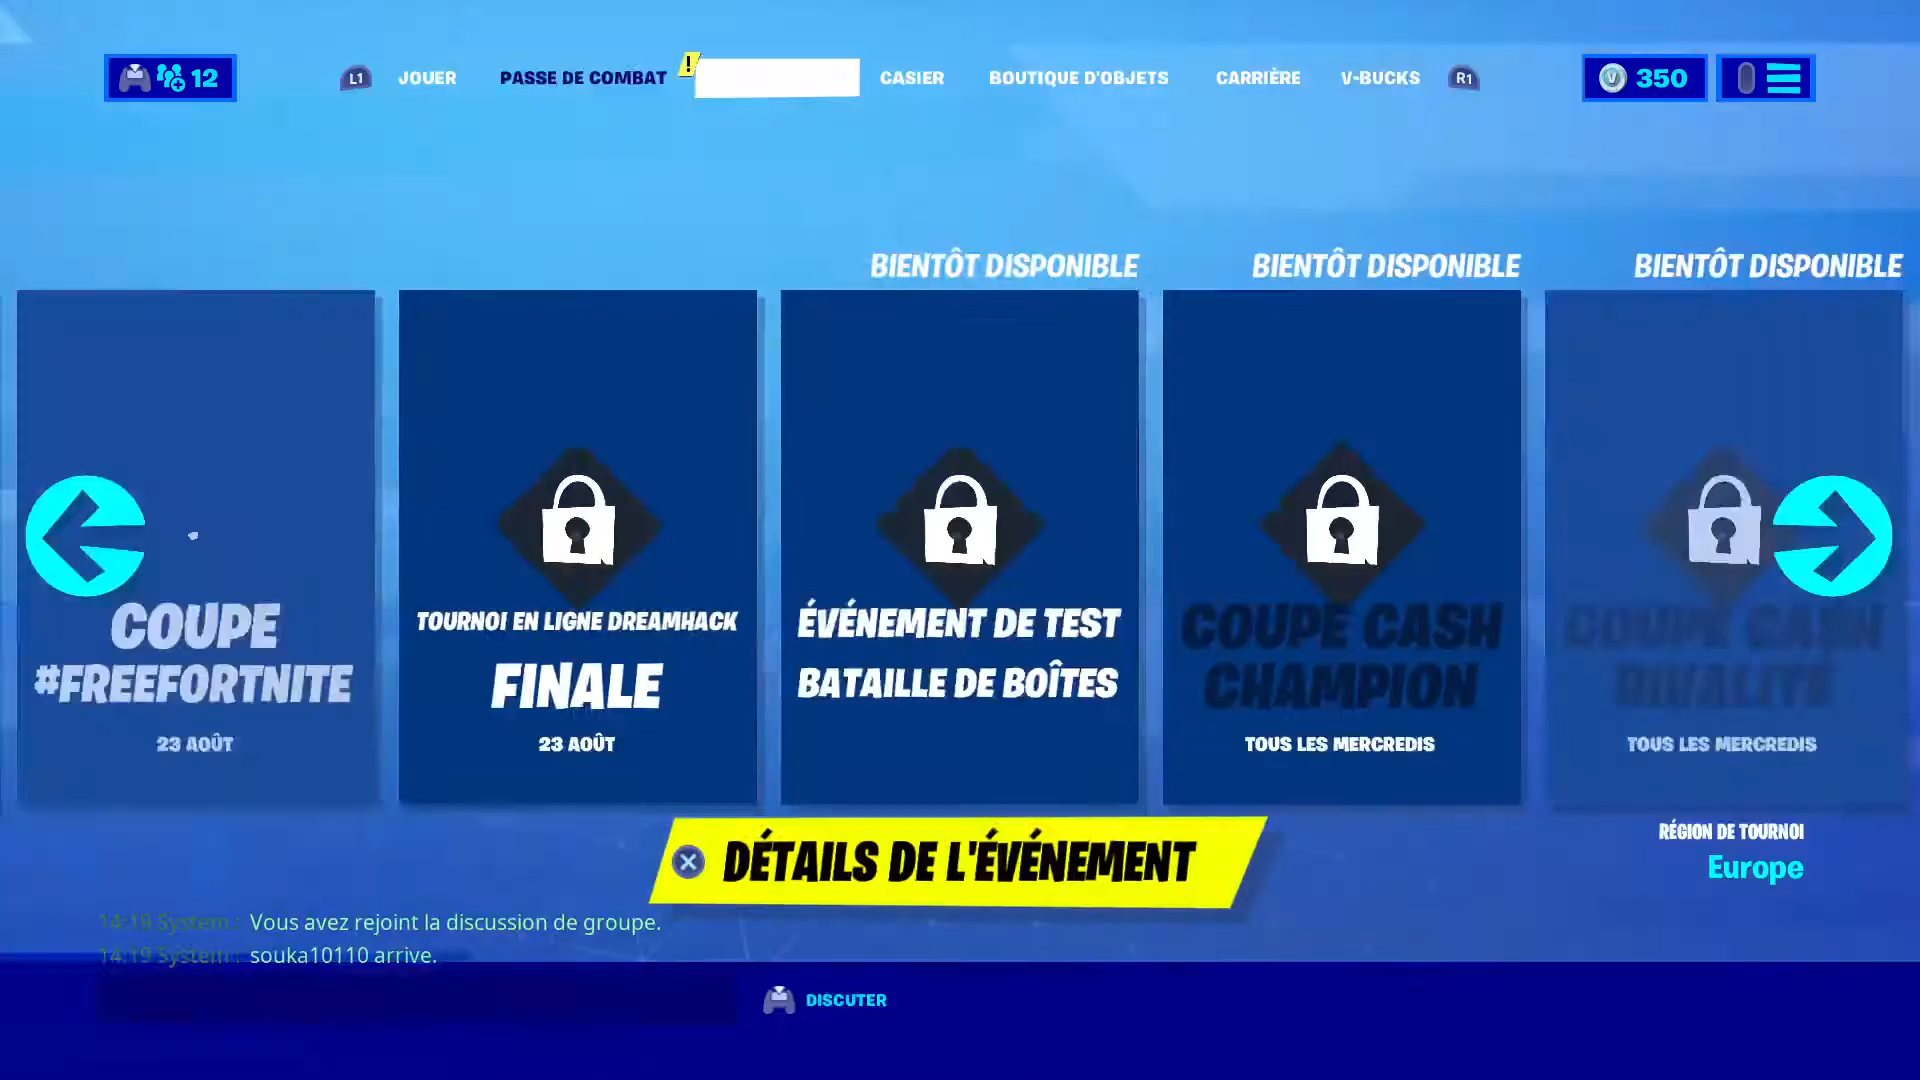 12
L1
JOUER
PASSE DE COMBAT
!
CASIER
BOUTIQUE D'OBJETS
CARRIÈRE
V-BUCKS
R1
V
350
BIENTÔT DISPONIBLE
BIENTÔT DISPONIBLE
BIENTÔT DISPONIBLE
COUPE
#FREEFORTNITE
23 AOÛT
TOURNOI EN LIGNE DREAMHACK
FINALE
23 AOÛT
ÉVÉNEMENT DE TEST
BATAILLE DE BOÎTES
COUPE CASH
CHAMPION
TOUS LES MERCREDIS
COUPE CASH
RIVALITÉ
TOUS LES MERCREDIS
DÉTAILS DE L'ÉVÉNEMENT
RÉGION DE TOURNOI
Europe
14:19 System : Vous avez rejoint la discussion de groupe.
14:19 System : souka10110 arrive.
DISCUTER